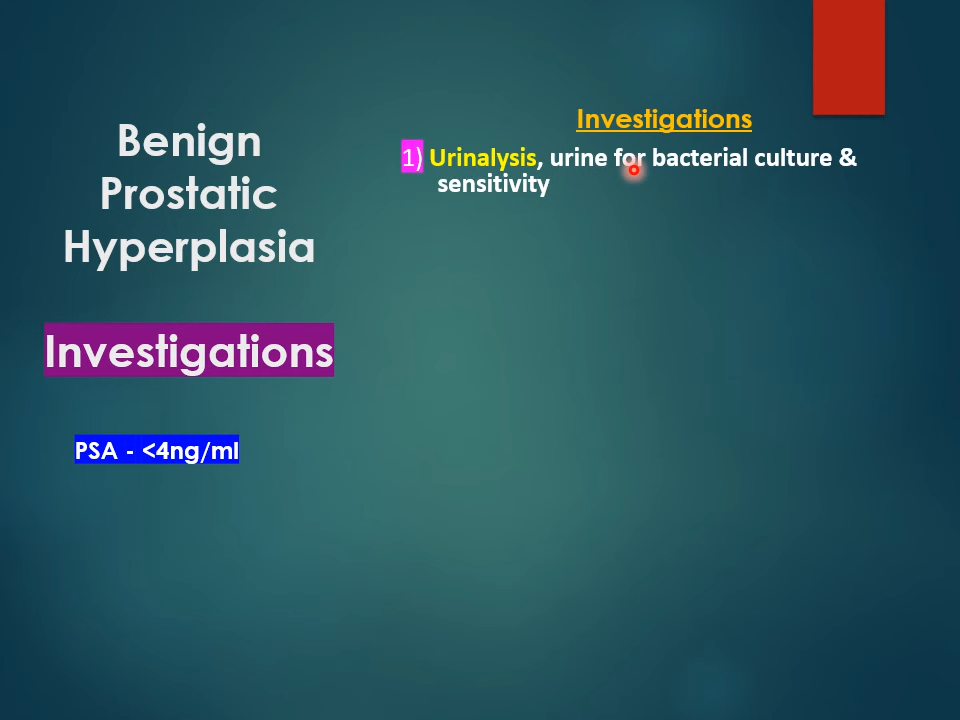 Benign
Prostatic
Hyperplasia
Investigations
PSA - <4ng/ml
Investigations
1) Urinalysis, urine for bacterial culture &
sensitivity